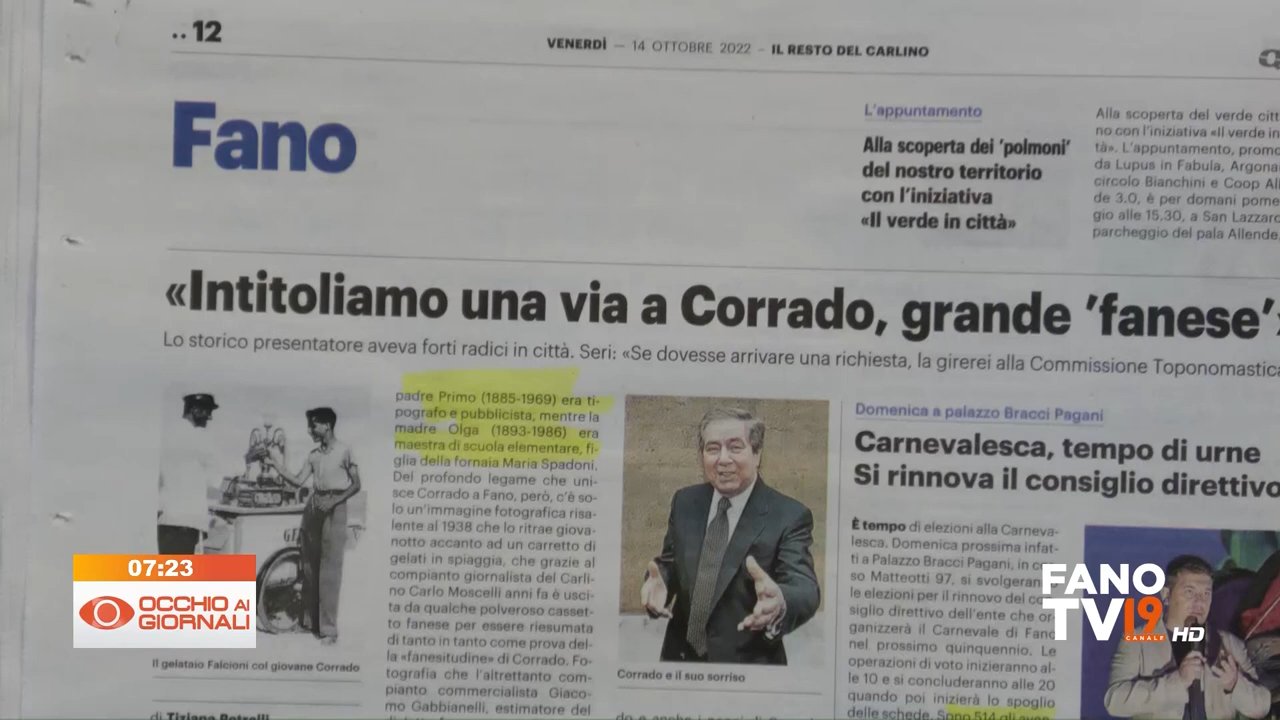 .. 12
VENERDÌ — 14 OTTOBRE 2022 – IL RESTO DEL CARLINO
Fano
L'appuntamento
Alla scoperta dei 'polmoni'
del nostro territorio
con l'iniziativa
«Il verde in città»
Alla scoperta del verde citt
no con l'iniziativa «Il verde in
tà». L'appuntamento, promo
da Lupus in Fabula, Argona
circolo Bianchini e Coop Al
de 3.0, è per domani pome
gio alle 15.30, a San Lazzaro
parcheggio del pala Allende.
«Intitoliamo una via a Corrado, grande 'fanese'»
Lo storico presentatore aveva forti radici in città. Seri: «Se dovesse arrivare una richiesta, la girerei alla Commissione Toponomastica
padre Primo (1885-1969) era ti-
pografo e pubblicista, mentre la
madre Olga (1893-1986) era
maestra di scuola elementare, fi-
glia della fornaia Maria Spadoni.
Del profondo legame che uni-
sce Corrado a Fano, però, c'è so-
lo un'immagine fotografica risa-
lente al 1938 che lo ritrae giova-
notto accanto ad un carretto di
gelati in spiaggia, che grazie al
compianto giornalista del Carli-
no Carlo Moscelli anni fa è usci-
ta da qualche polveroso casset-
to fanese per essere riesumata
di tanto in tanto come prova del-
la «fanesitudine» di Corrado. Fo-
tografia che l'altrettanto com-
pianto commercialista Giaco-
mo Gabbianelli, estimatore del
Il gelataio Falcioni col giovane Corrado
di Tiziana Petrelli
Corrado e il suo sorriso
Domenica a palazzo Bracci Pagani
Carnevalesca, tempo di urne
Si rinnova il consiglio direttivo
È tempo di elezioni alla Carneva-
lesca. Domenica prossima infat-
ti a Palazzo Bracci Pagani, in co
so Matteotti 97, si svolgeran
le elezioni per il rinnovo del co
siglio direttivo dell'ente che or
ganizzerà il Carnevale di Fano
nel prossimo quinquennio. Le
operazioni di voto inizieranno al-
le 10 e si concluderanno alle 20
quando poi inizierà lo spoglio
delle schede. Sono 514 gli aven
07:23
OCCHIO AI
GIORNALI
FANO
TV19
CANALE
HD